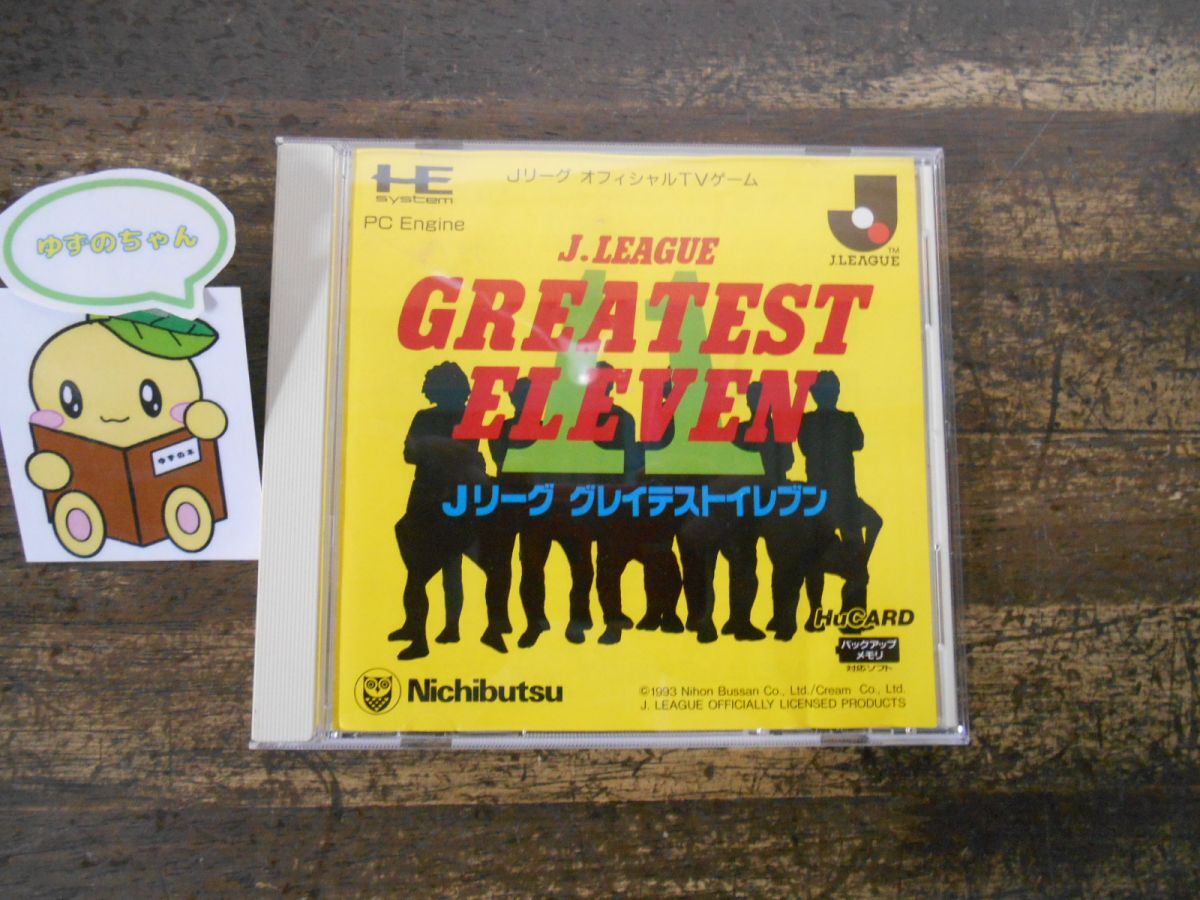 ゆずのちゃん
ゆずの本
HE
system
PC Engine
Jリーグ オフィシャルTVゲーム
J
TM
J.LEAGUE
J.LEAGUE
11
GREATEST
ELEVEN
Jリーグ グレイテストイレブン
HuCARD
バックアップ
メモリ
対応ソフト
Nichibutsu
©1993 Nihon Bussan Co., Ltd./Cream Co., Ltd.
J. LEAGUE OFFICIALLY LICENSED PRODUCTS